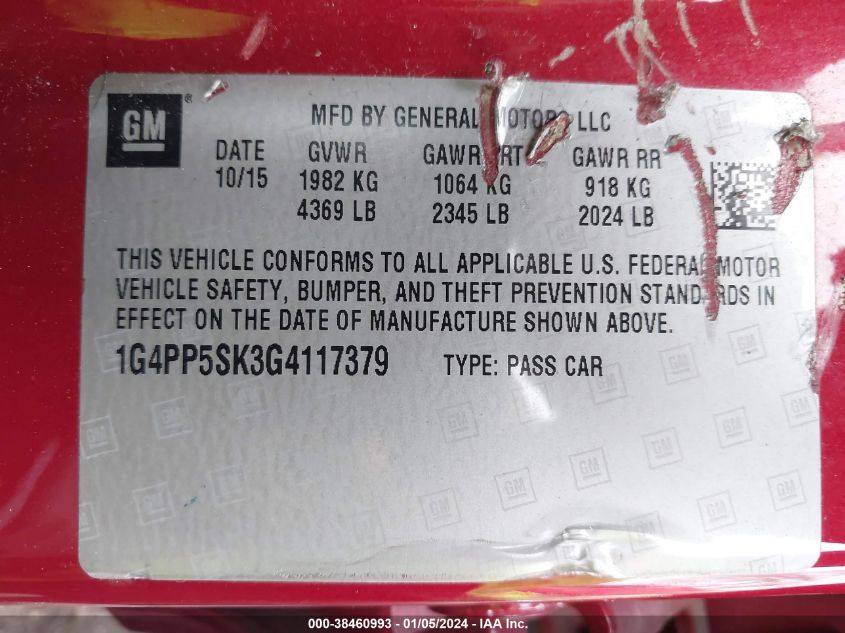 GM ®
MFD BY GENERAL MOTORS LLC
DATE GVWR GAWR FRT GAWR RR
10/15 1982 KG 1064 KG 918 KG
4369 LB 2345 LB 2024 LB
THIS VEHICLE CONFORMS TO ALL APPLICABLE U.S. FEDERAL MOTOR
VEHICLE SAFETY, BUMPER, AND THEFT PREVENTION STANDARDS IN
EFFECT ON THE DATE OF MANUFACTURE SHOWN ABOVE.
1G4PP5SK3G4117379 TYPE: PASS CAR
000-38460993 - 01/05/2024 - IAA Inc.